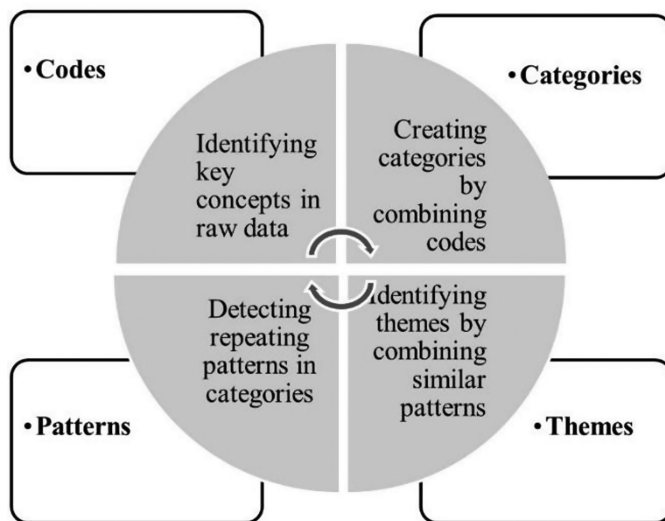 • Codes
Identifying
key
concepts in
raw data
• Categories
Creating
categories
by
combining
codes
Detecting
repeating
patterns in
categories
• Patterns
Identifying
themes by
combining
similar
patterns
• Themes